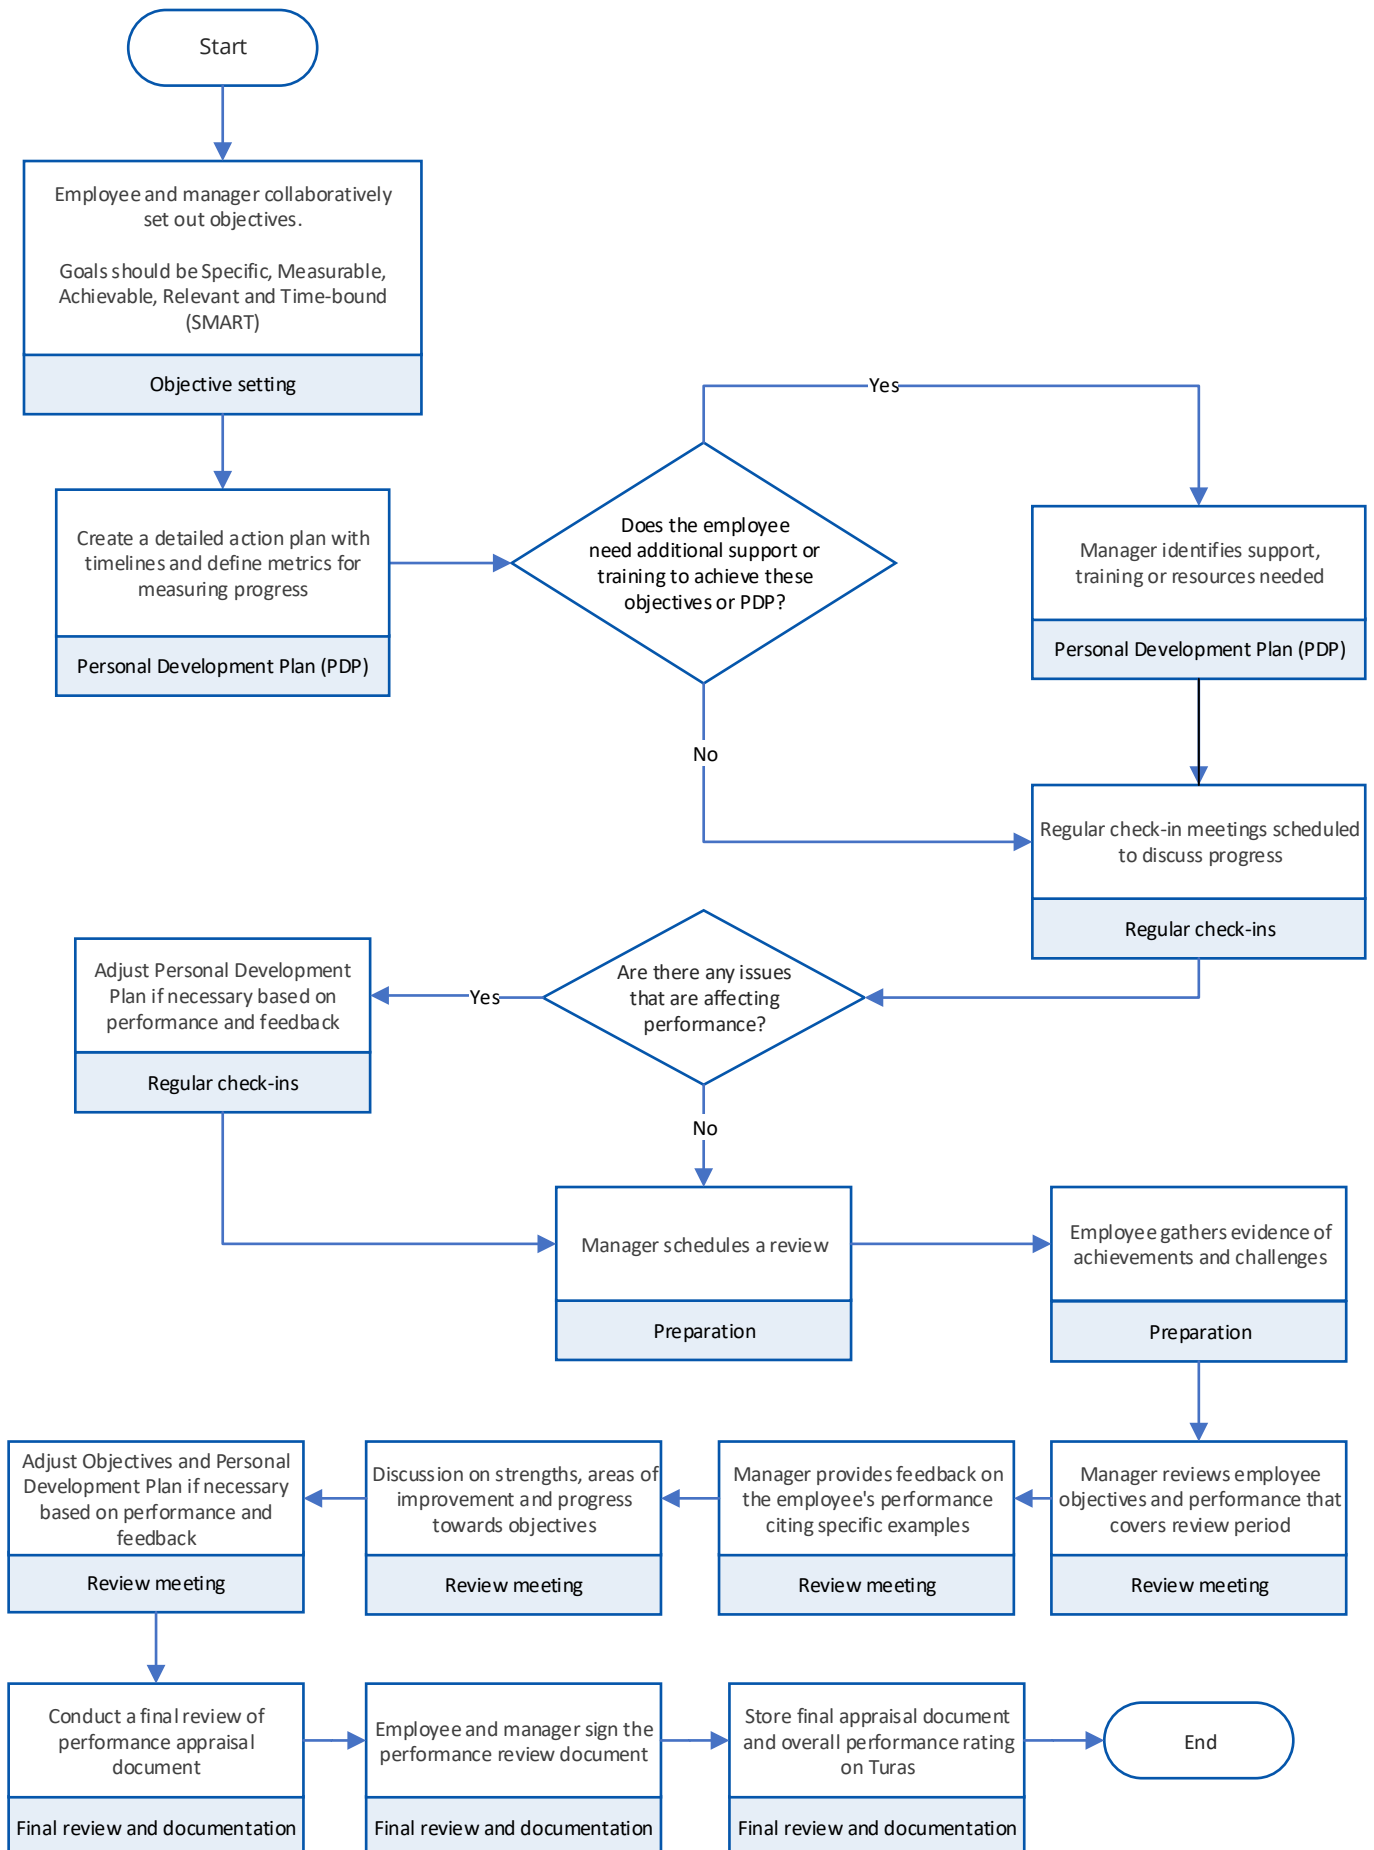 Start
Employee and manager collaboratively
set out objectives.
Goals should be Specific, Measurable,
Achievable, Relevant and Time-bound
(SMART)
Objective setting
Create a detailed action plan with
timelines and define metrics for
measuring progress
Personal Development Plan (PDP)
Does the employee
need additional support or
training to achieve these
objectives or PDP?
Yes
Manager identifies support,
training or resources needed
Personal Development Plan (PDP)
No
Regular check-in meetings scheduled
to discuss progress
Regular check-ins
Are there any issues
that are affecting
performance?
Yes
Adjust Personal Development
Plan if necessary based on
performance and feedback
Regular check-ins
No
Manager schedules a review
Preparation
Employee gathers evidence of
achievements and challenges
Preparation
Manager reviews employee
objectives and performance that
covers review period
Review meeting
Manager provides feedback on
the employee's performance
citing specific examples
Review meeting
Discussion on strengths, areas of
improvement and progress
towards objectives
Review meeting
Adjust Objectives and Personal
Development Plan if necessary
based on performance and
feedback
Review meeting
Conduct a final review of
performance appraisal
document
Final review and documentation
Employee and manager sign the
performance review document
Final review and documentation
Store final appraisal document
and overall performance rating
on Turas
Final review and documentation
End